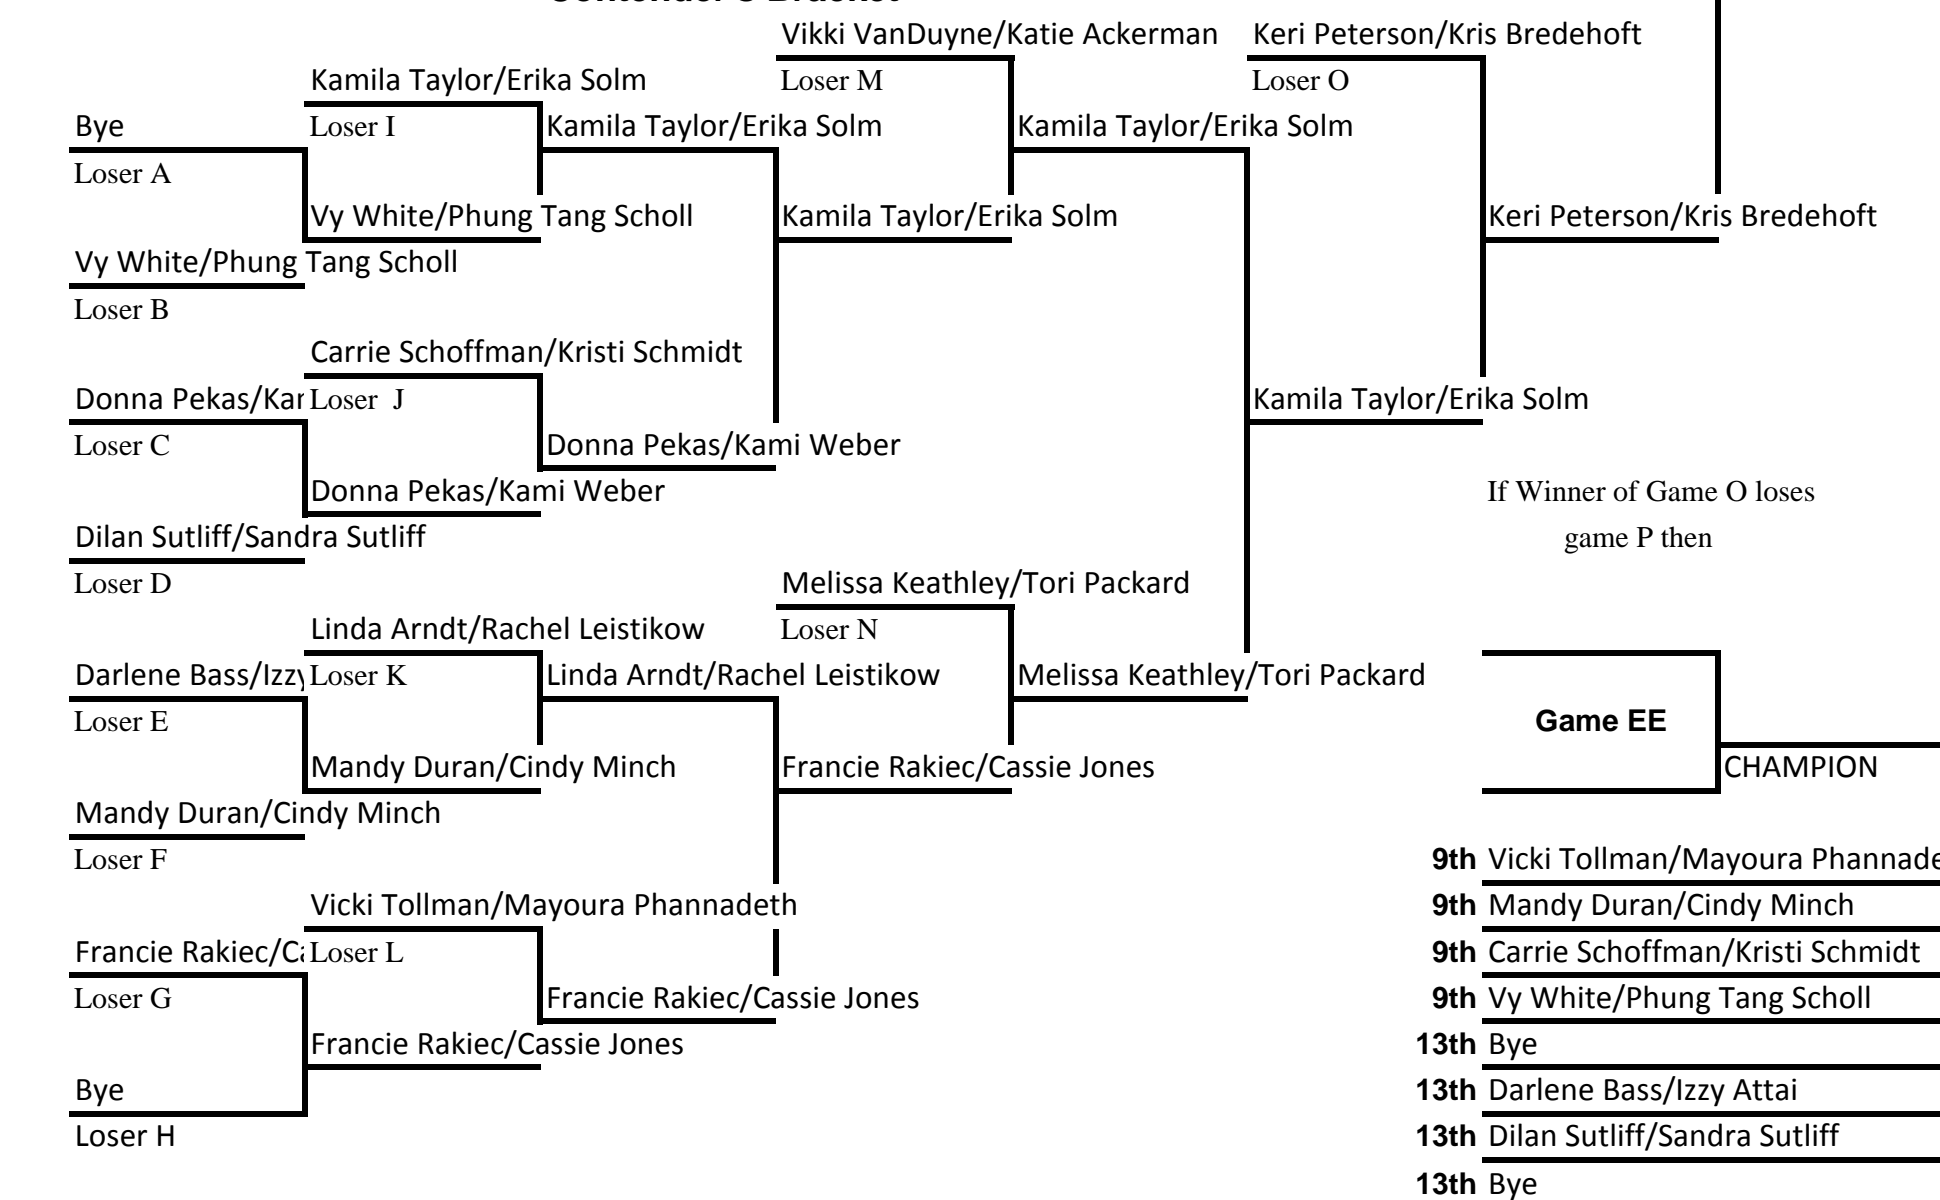 Contender's Bracket
Vikki VanDuyne/Katie Ackerman
Keri Peterson/Kris Bredehoft
Kamila Taylor/Erika Solm
Loser M
Loser O
Bye
Loser I
Kamila Taylor/Erika Solm
Kamila Taylor/Erika Solm
Loser A
Vy White/Phung Tang Scholl
Kamila Taylor/Erika Solm
Keri Peterson/Kris Bredehoft
Vy White/Phung Tang Scholl
Loser B
Carrie Schoffman/Kristi Schmidt
Donna Pekas/Kar
Loser J
Kamila Taylor/Erika Solm
Loser C
Donna Pekas/Kami Weber
Donna Pekas/Kami Weber
If Winner of Game O loses
Dilan Sutliff/Sandra Sutliff
game P then
Loser D
Melissa Keathley/Tori Packard
Linda Arndt/Rachel Leistikow
Loser N
Darlene Bass/Izzy
Loser K
Linda Arndt/Rachel Leistikow
Melissa Keathley/Tori Packard
Loser E
Game EE
Mandy Duran/Cindy Minch
Francie Rakiec/Cassie Jones
CHAMPION
Mandy Duran/Cindy Minch
Loser F
9th Vicki Tollman/Mayoura Phannade
Vicki Tollman/Mayoura Phannadeth
9th Mandy Duran/Cindy Minch
Francie Rakiec/Ca
Loser L
9th Carrie Schoffman/Kristi Schmidt
Loser G
Francie Rakiec/Cassie Jones
9th Vy White/Phung Tang Scholl
Francie Rakiec/Cassie Jones
13th Bye
Bye
13th Darlene Bass/Izzy Attai
Loser H
13th Dilan Sutliff/Sandra Sutliff
13th Bye